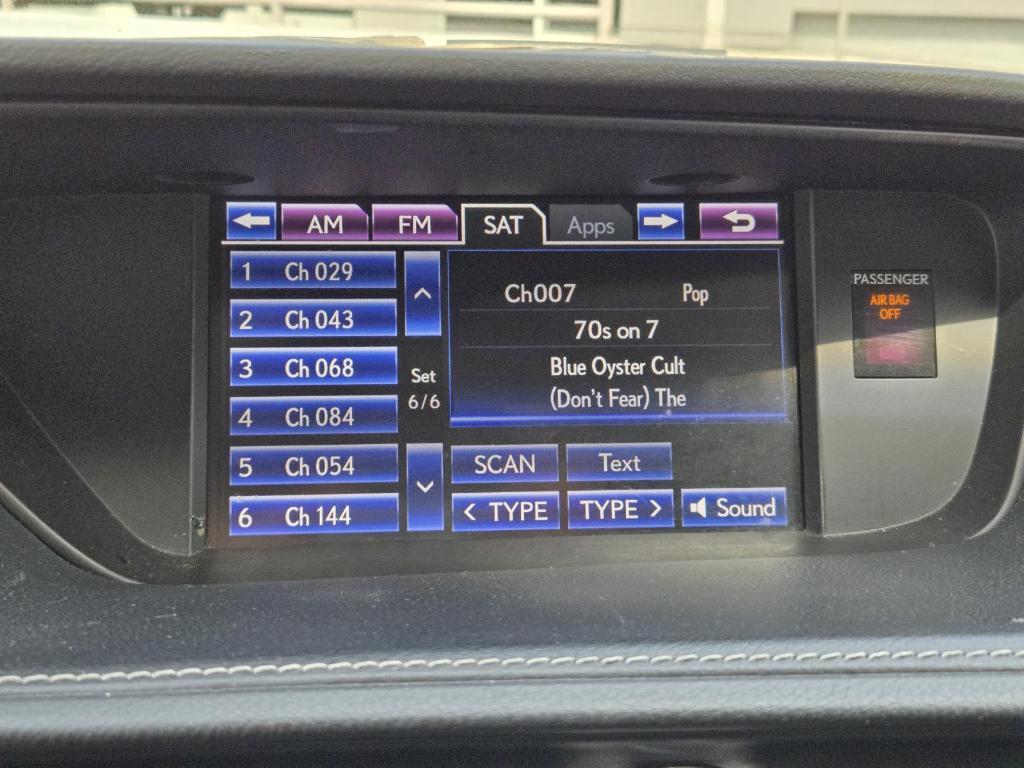 AM FM SAT Apps
1 Ch 029
2 Ch 043
3 Ch 068
4 Ch 084
5 Ch 054
6 Ch 144
Set
6/6
Ch007 Pop
70s on 7
Blue Oyster Cult
(Don't Fear) The
SCAN Text
< TYPE TYPE > Sound
PASSENGER
AIR BAG
OFF